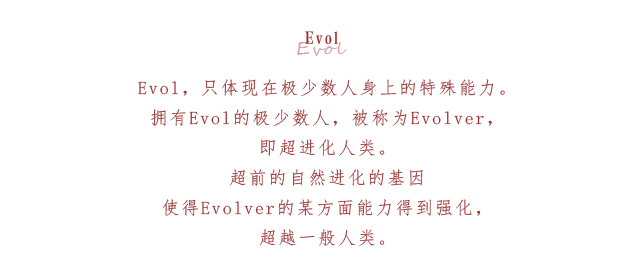 Evol
Evol
Evol，只体现在极少数人身上的特殊能力。
拥有Evol的极少数人，被称为Evolver，
即超进化人类。
超前的自然进化的基因
使得Evolver的某方面能力得到强化，
超越一般人类。